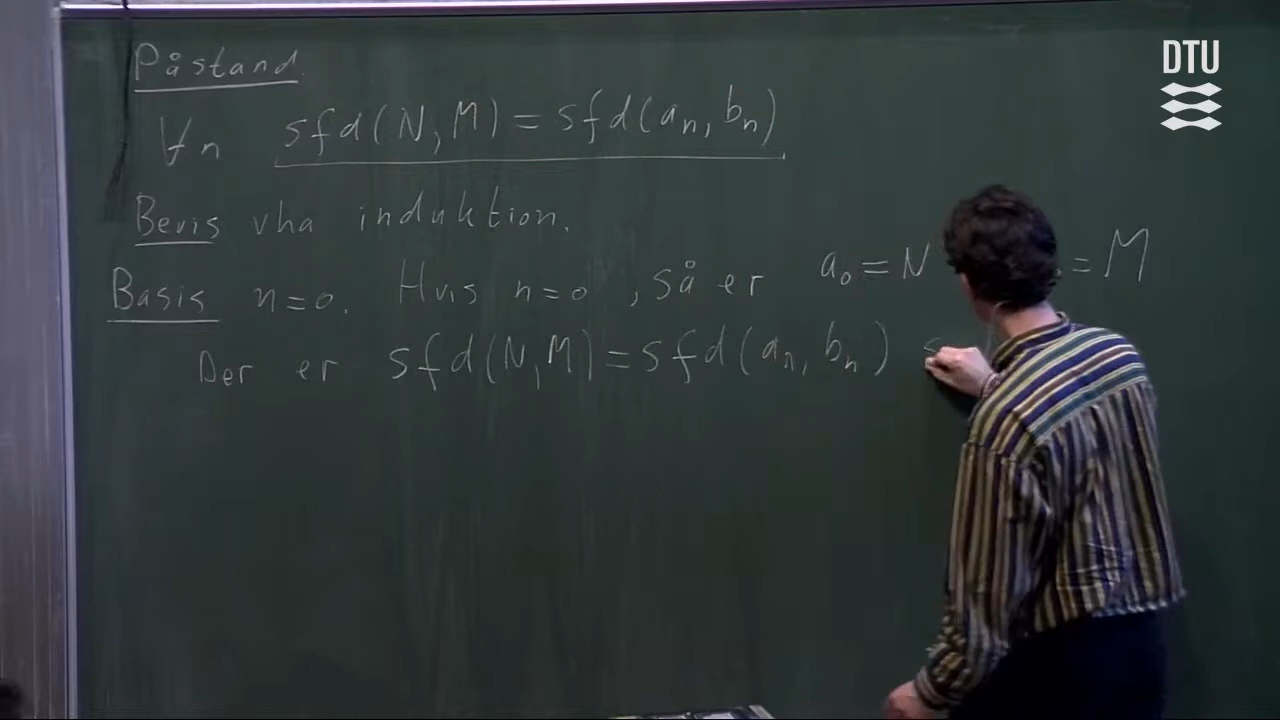 DTU
Påstand
∀n sfd(N, M) = sfd(aₙ, bₙ)
Bevis vha induktion.
Basis n=0. Hvis n=0, så er a₀ = N = M
Der er sfd(N, M) = sfd(aₙ, bₙ) s